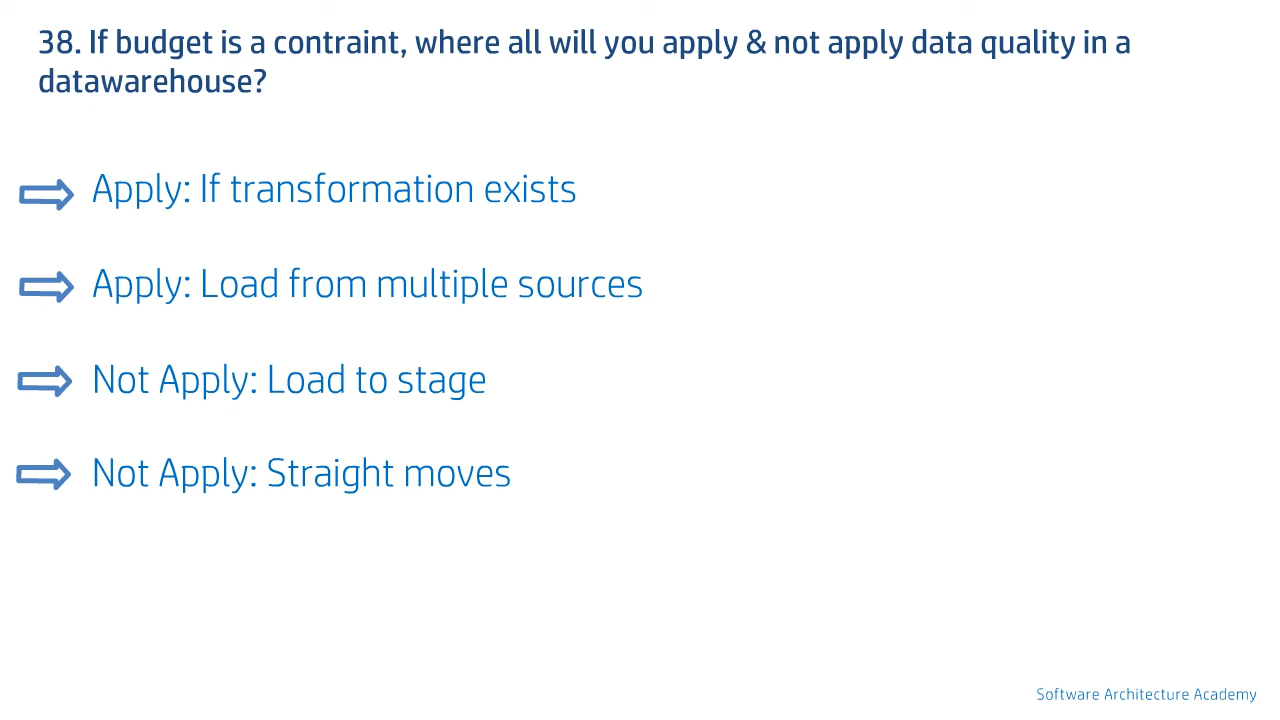 38. If budget is a contraint, where all will you apply & not apply data quality in a
datawarehouse?
Apply: If transformation exists
Apply: Load from multiple sources
Not Apply: Load to stage
Not Apply: Straight moves
Software Architecture Academy